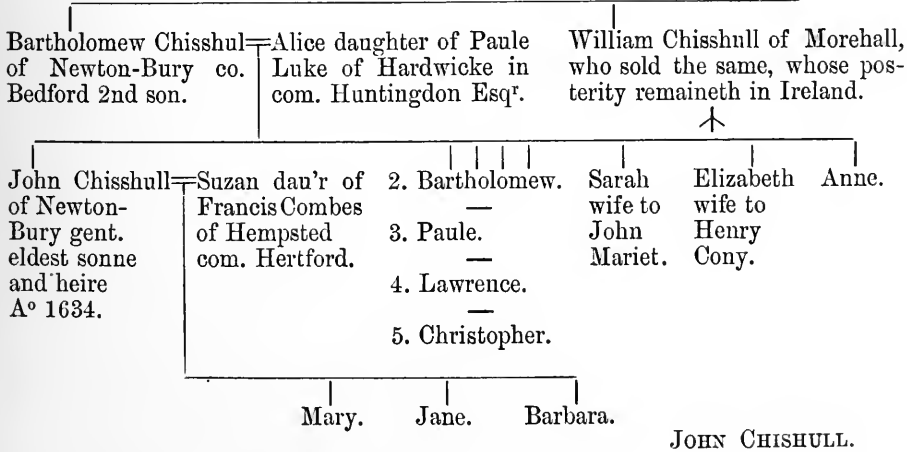 Bartholomew Chisshul
of Newton-Bury co.
Bedford 2nd son.
Alice daughter of Paule
Luke of Hardwicke in
com. Huntingdon Esqʳ.
William Chisshull of Morehall,
who sold the same, whose pos-
terity remaineth in Ireland.
John Chisshull
of Newton-
Bury gent.
eldest sonne
and heire
Aº 1634.
Suzan dau'r of
Francis Combes
of Hempsted
com. Hertford.
2. Bartholomew.
3. Paule.
4. Lawrence.
5. Christopher.
Sarah
wife to
John
Mariet.
Elizabeth
wife to
Henry
Cony.
Anne.
Mary. Jane. Barbara.
JOHN CHISHULL.